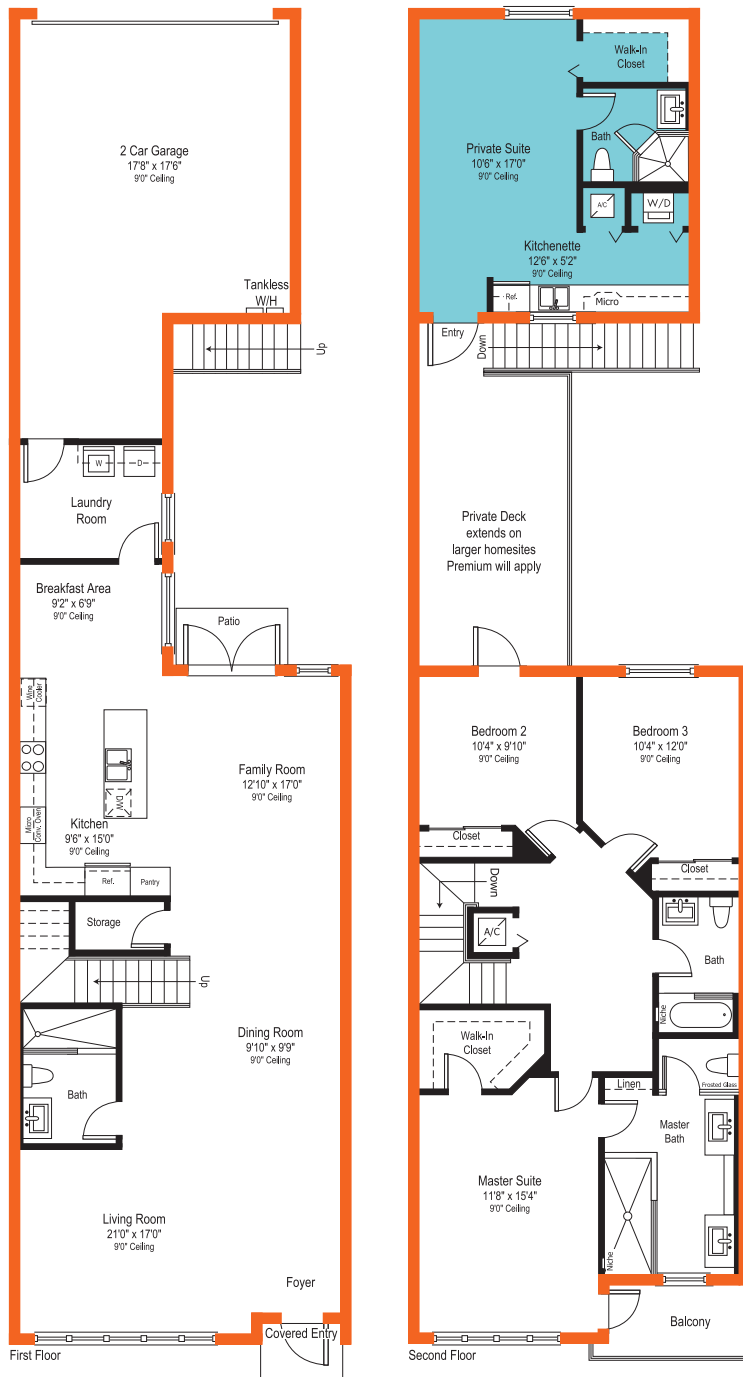 2 Car Garage
17'8" x 17'6"
9'0" Ceiling
Tankless
W/H
Up
W
D
Laundry
Room
Breakfast Area
9'2" x 6'9"
9'0" Ceiling
Patio
Wine
Cooler
Family Room
12'10" x 17'0"
9'0" Ceiling
D/W
Micro
Conv. Oven
Kitchen
9'6" x 15'0"
9'0" Ceiling
Ref.
Pantry
Storage
Up
Dining Room
9'10" x 9'9"
9'0" Ceiling
Bath
Living Room
21'0" x 17'0"
9'0" Ceiling
Foyer
Covered Entry
First Floor
Walk-In
Closet
Private Suite
10'6" x 17'0"
9'0" Ceiling
Bath
A/C
W/D
Kitchenette
12'6" x 5'2"
9'0" Ceiling
Ref.
Micro
Entry
Down
Private Deck
extends on
larger homesites
Premium will apply
Bedroom 2
10'4" x 9'10"
9'0" Ceiling
Bedroom 3
10'4" x 12'0"
9'0" Ceiling
Closet
Closet
Down
A/C
Bath
Niche
Walk-In
Closet
Linen
Frosted Glass
Master
Bath
Master Suite
11'8" x 15'4"
9'0" Ceiling
Niche
Balcony
Second Floor